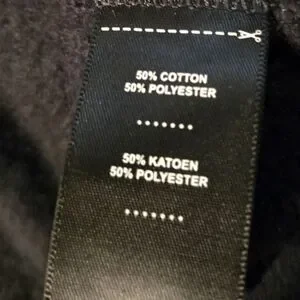 50% COTTON
50% POLYESTER
.......
50% KATOEN
50% POLYESTER
.......